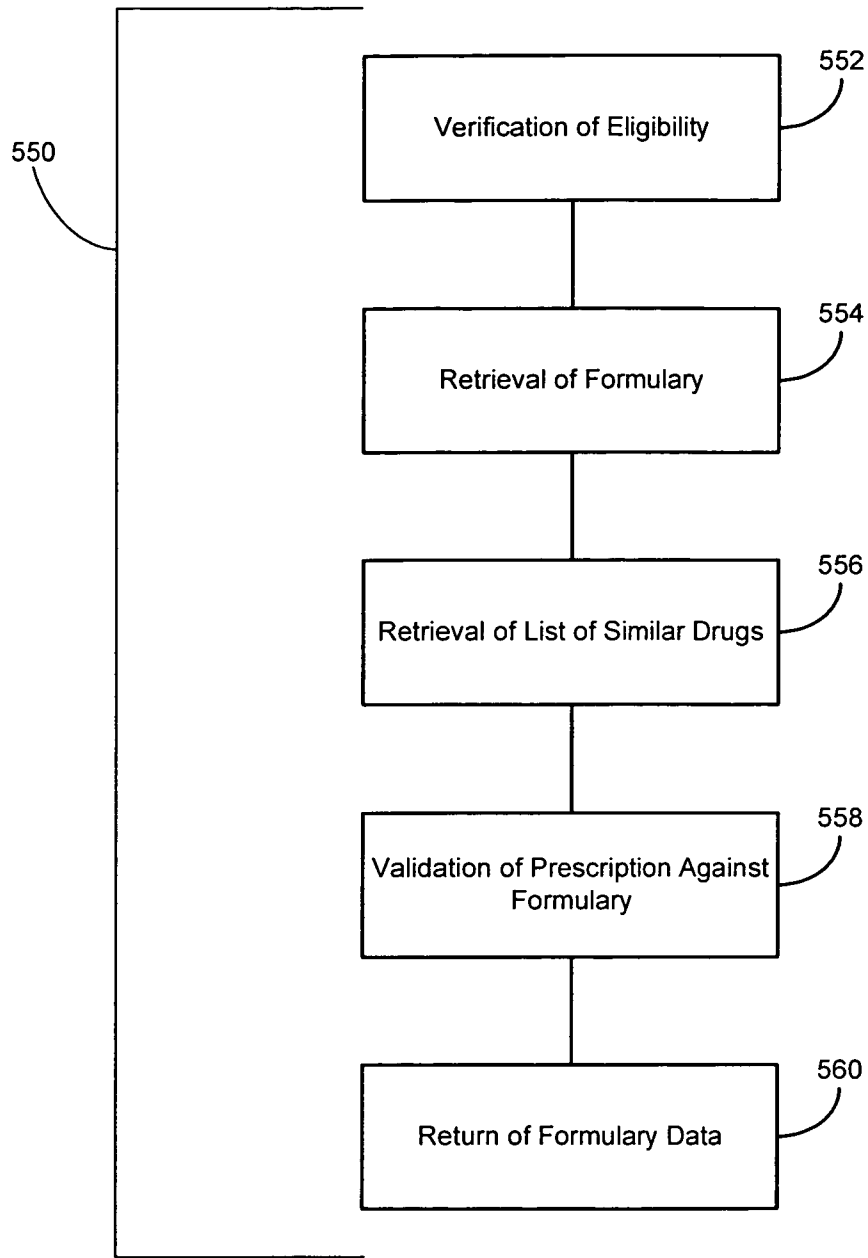 552
Verification of Eligibility
550
554
Retrieval of Formulary
556
Retrieval of List of Similar Drugs
558
Validation of Prescription Against
Formulary
560
Return of Formulary Data